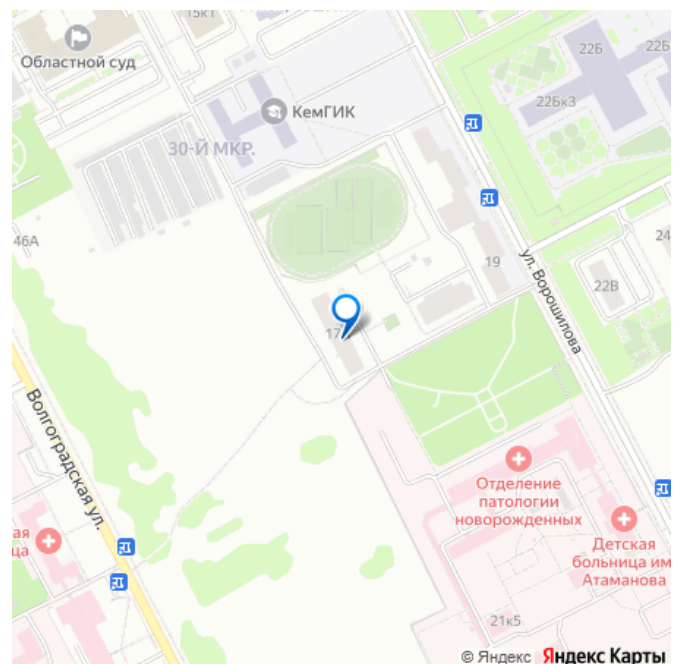 15к1
Областной суд
22Б
22Б
22Бк3
КемГИК
30-Й МКР.
46А
24
19
ул. Ворошилова
22В
17
Волгоградская ул.
Отделение
патологии
новорожденных
Детская
больница им
Атаманова
21к5
© Яндекс Яндекс Карты